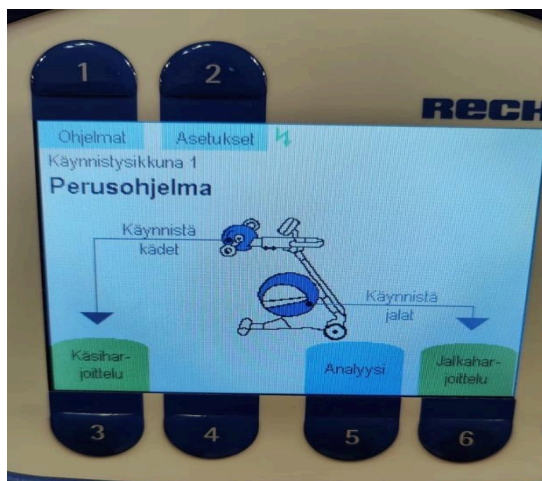 1
2
RECK
Ohjelmat
Asetukset
Käynnistysikkuna 1
Perusohjelma
Käynnistä
kädet
Käynnistä
jalat
Käsihar-
joittelu
Analyysi
Jalkahar-
joittelu
3
4
5
6